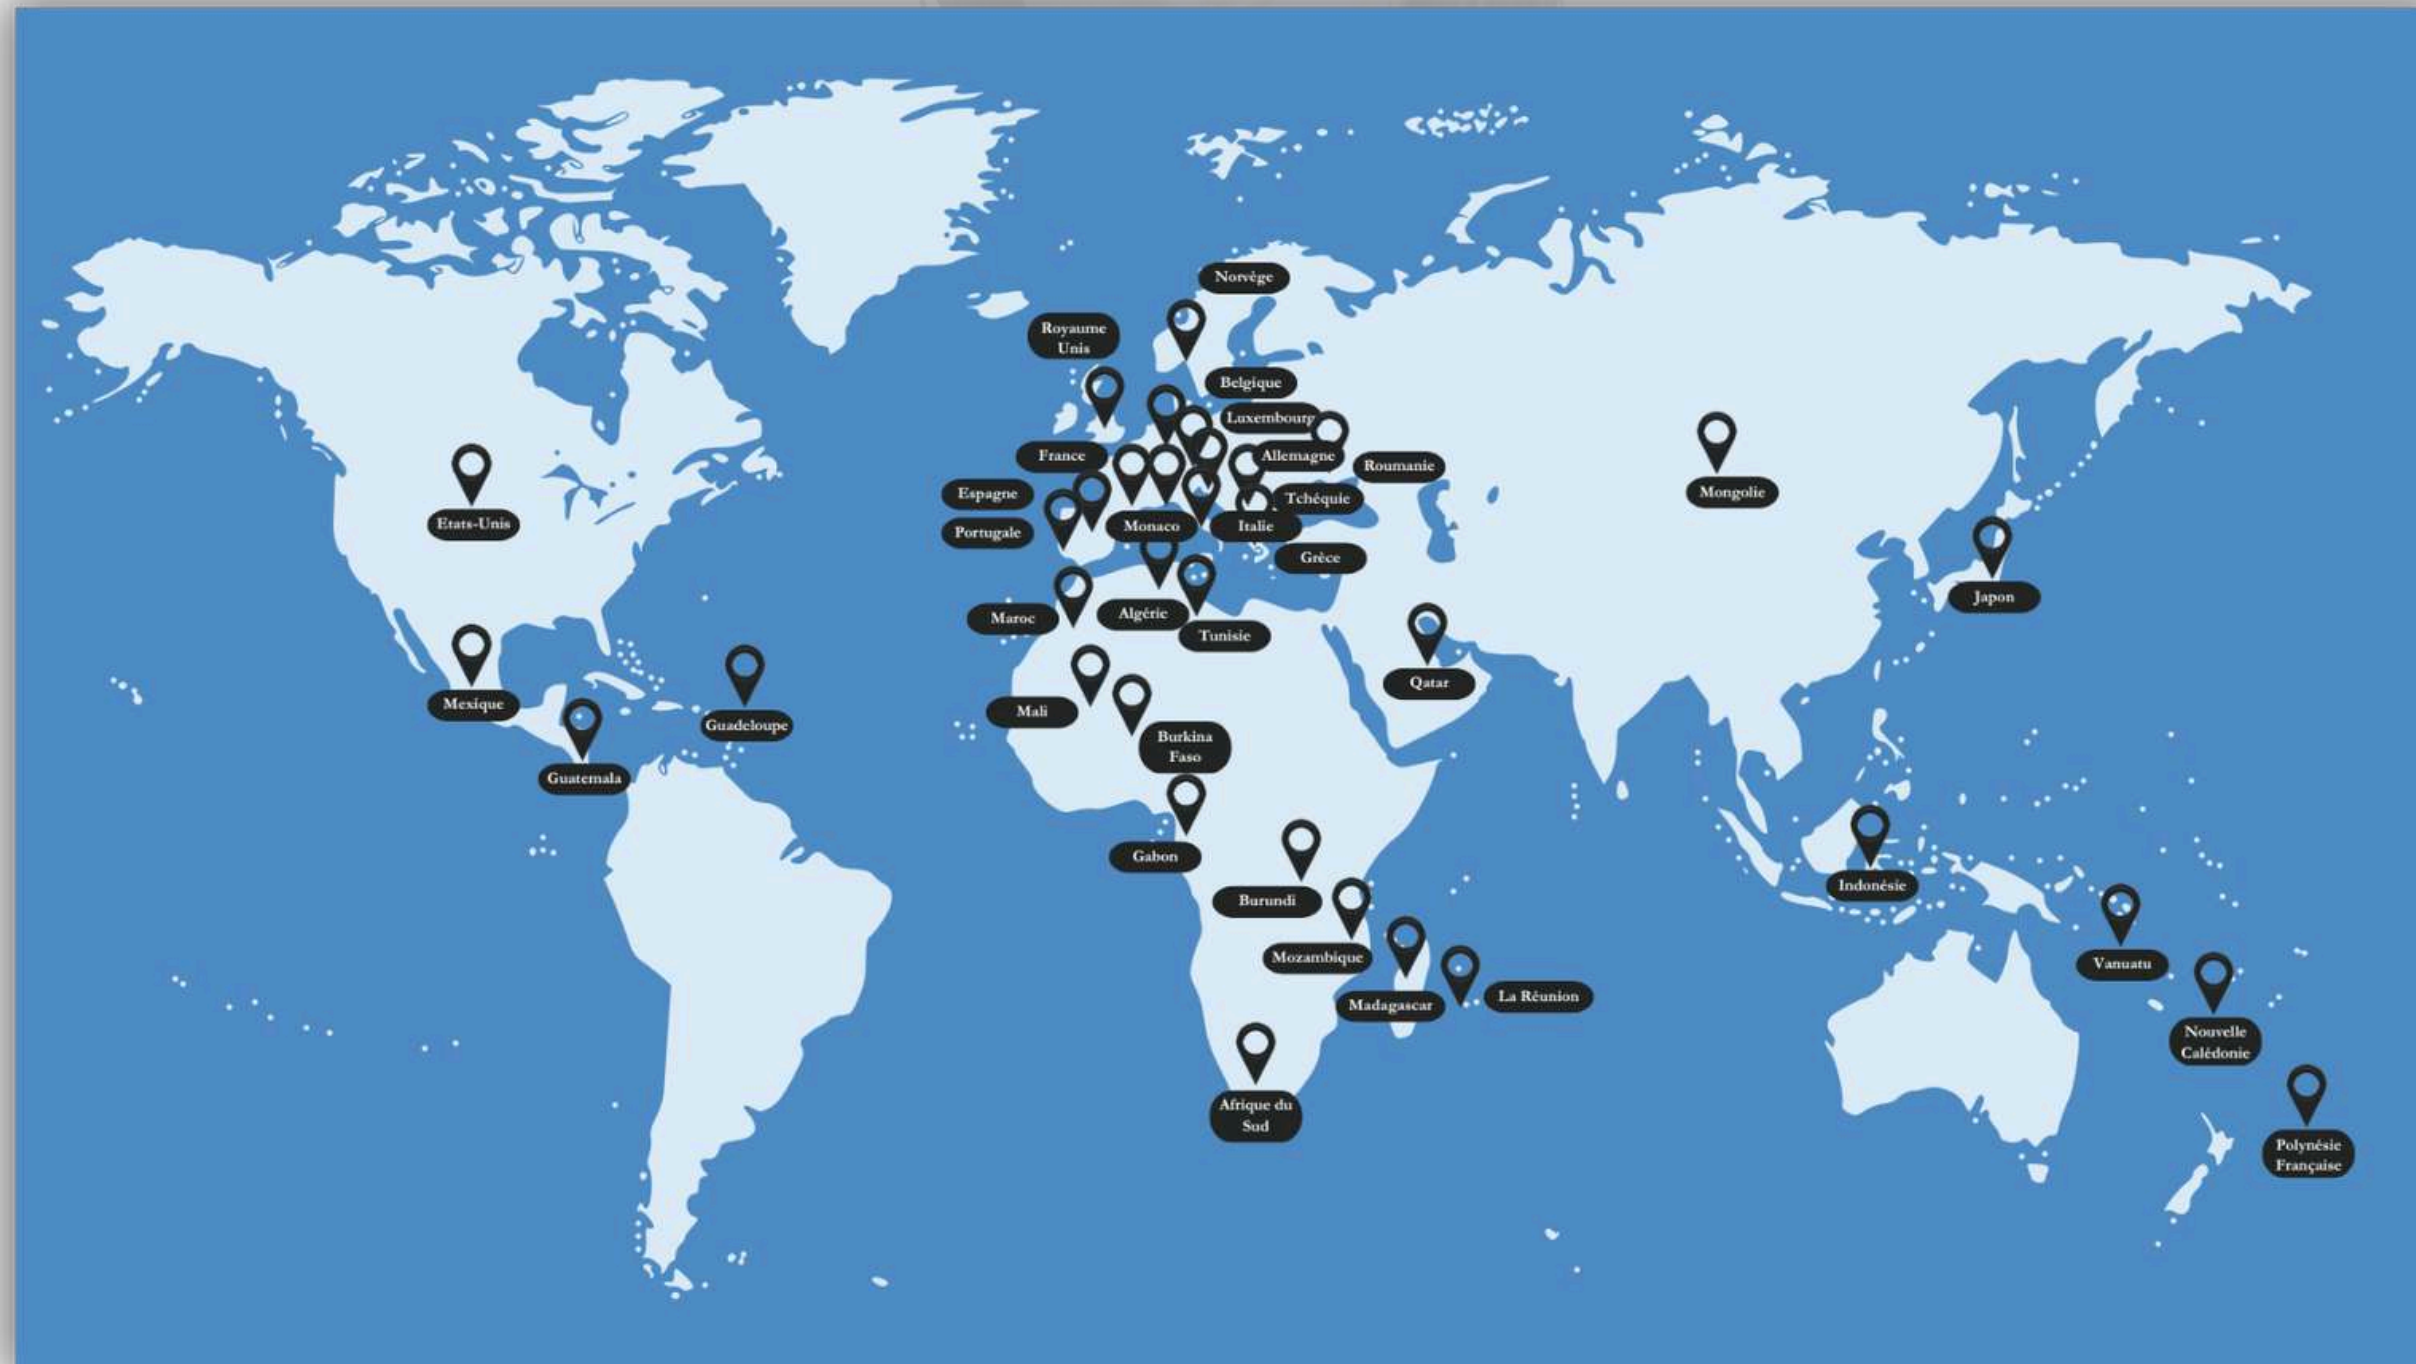 Norvège
Royaume
Unis
Belgique
Luxembourg
France
Allemagne
Roumanie
Espagne
Tchéquie
Portugale
Monaco
Italie
Grèce
Mongolie
Etats-Unis
Japon
Maroc
Algérie
Tunisie
Qatar
Mexique
Mali
Guadeloupe
Burkina
Faso
Guatemala
Gabon
Indonésie
Burundi
Mozambique
Vanuatu
Madagascar
La Réunion
Nouvelle
Calédonie
Afrique du
Sud
Polynésie
Française